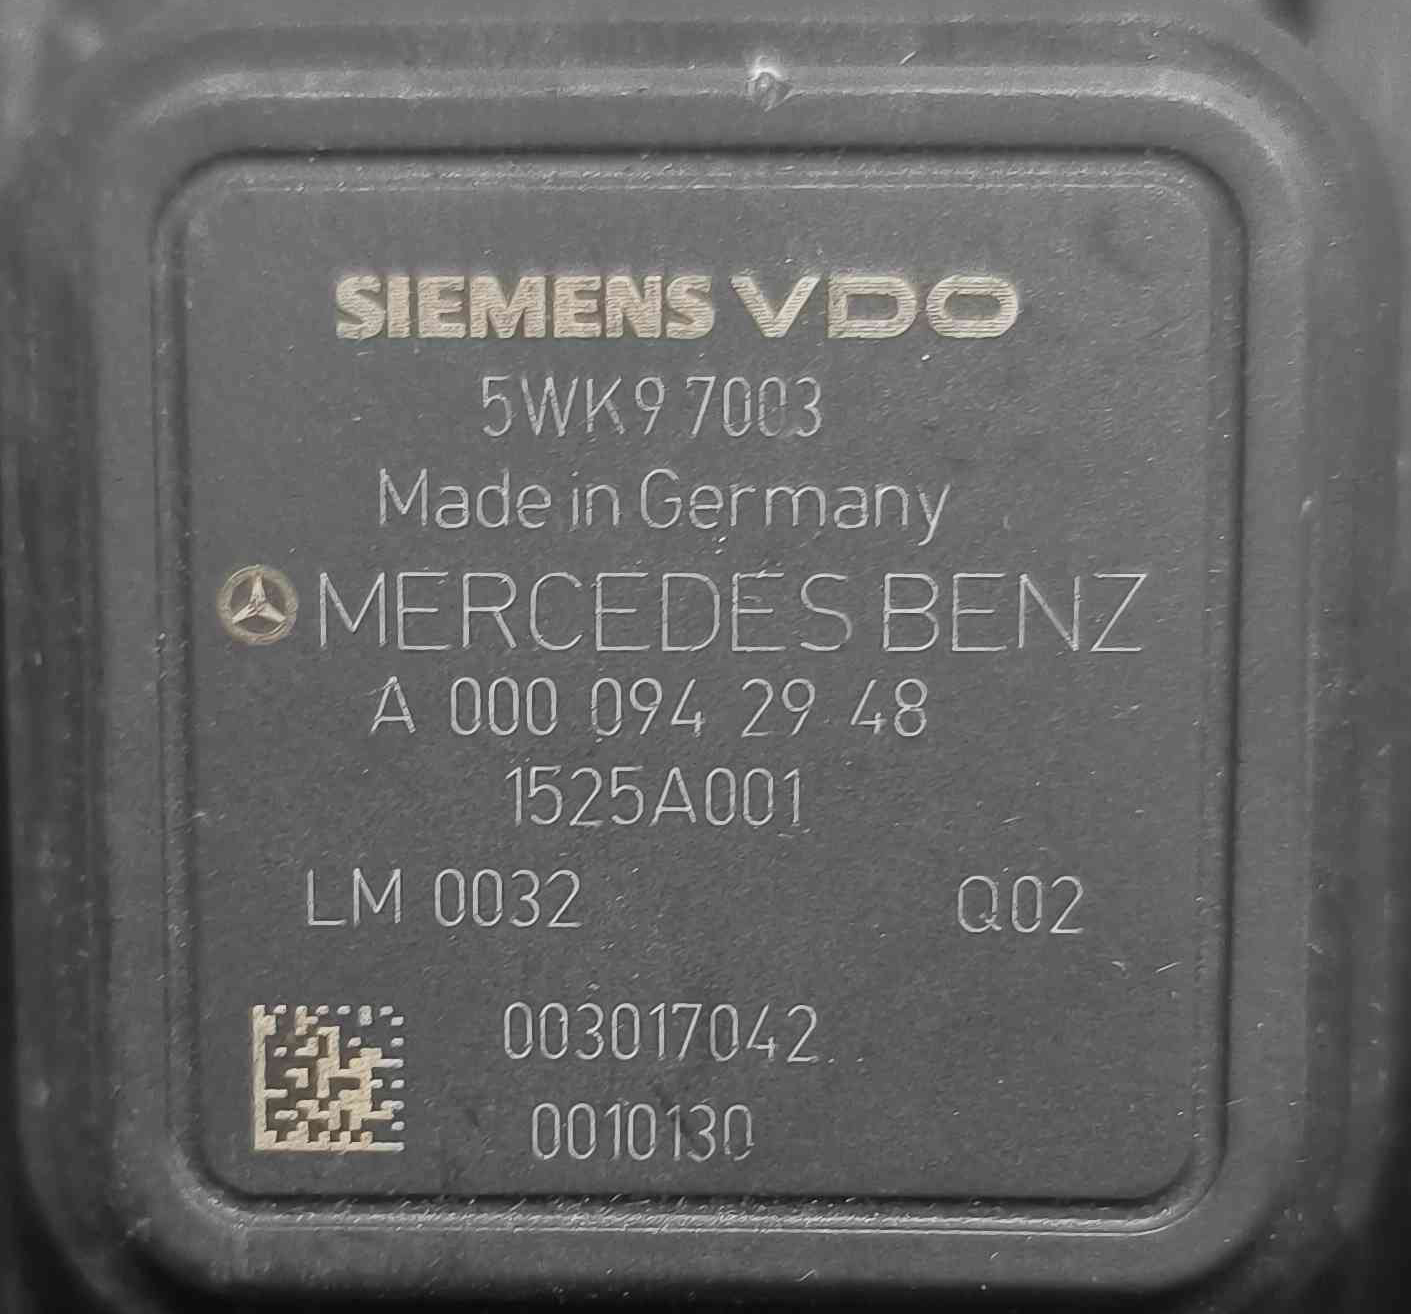 SIEMENS VDO
5WK9 7003
Made in Germany
MERCEDES BENZ
A 000 094 29 48
1525A001
LM 0032 Q02
003017042
0010130